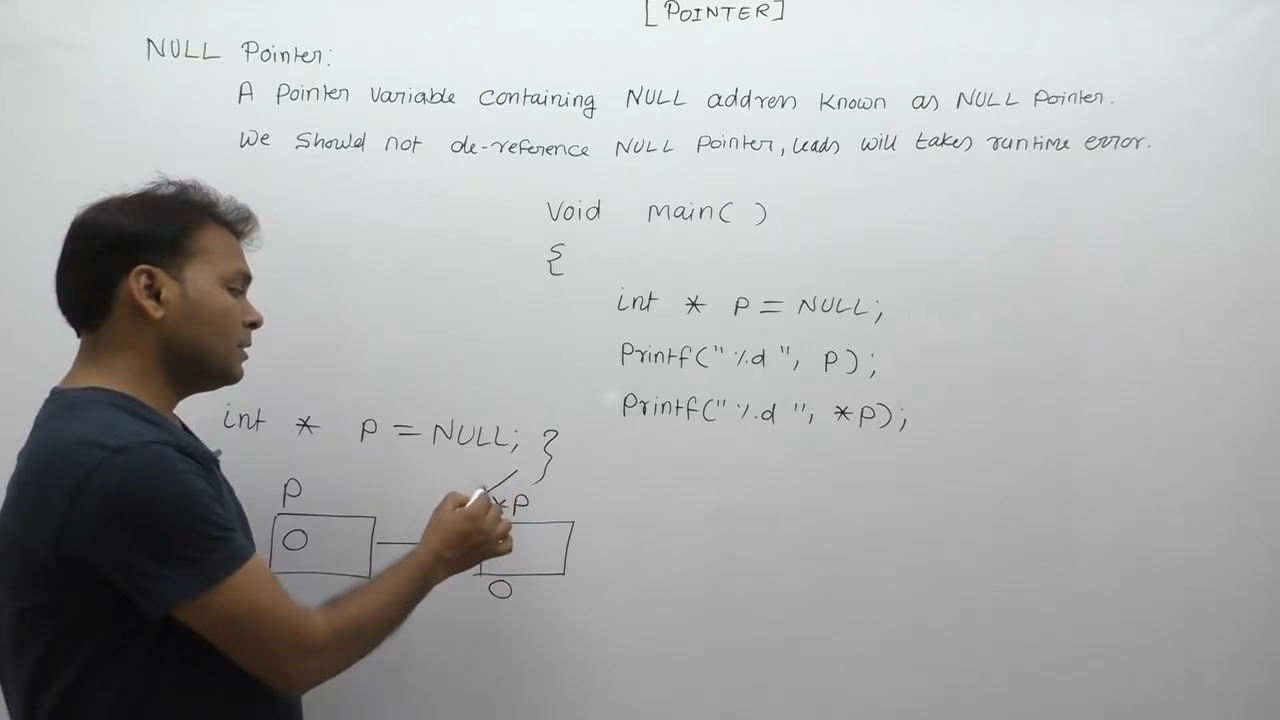 [POINTER]
NULL Pointer:
A Pointer variable containing NULL address known as NULL Pointer.
We should not de-reference NULL Pointer, leads will takes runtime error.
void main( )
{
int * P = NULL;
Printf("%d", P);
Printf("%d", *P);
int * P = NULL; }
P
*P
0
0